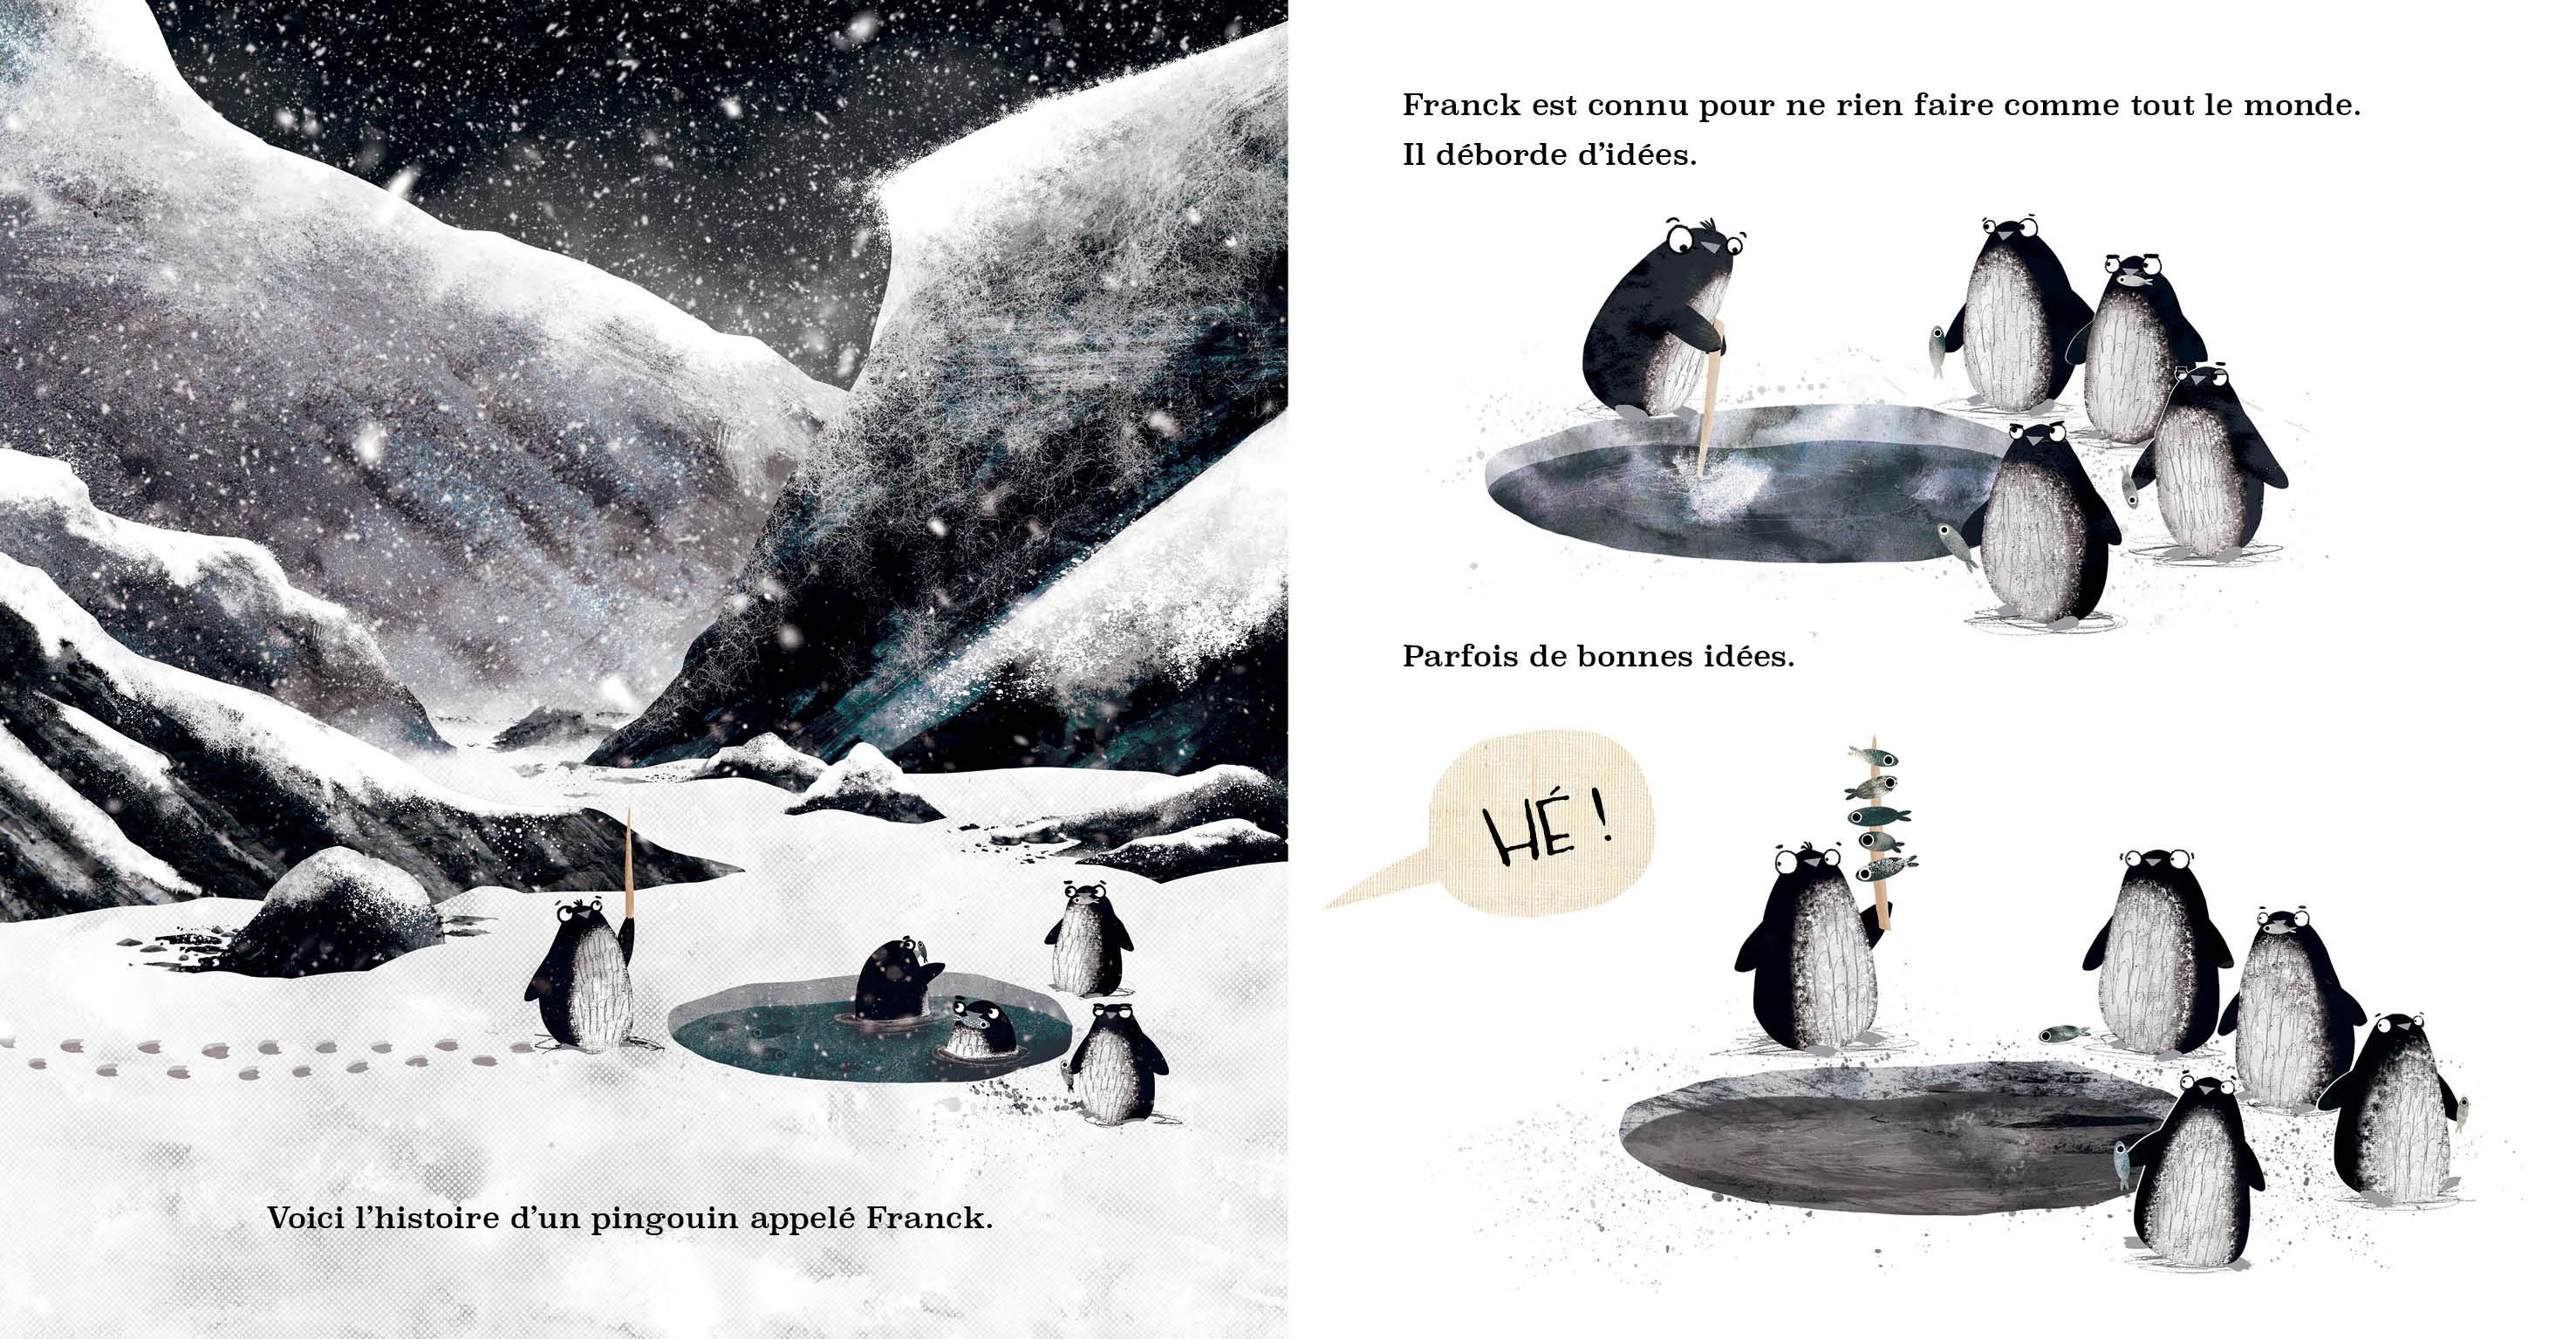 Voici l’histoire d’un pingouin appelé Franck.
Franck est connu pour ne rien faire comme tout le monde.
Il déborde d’idées.
Parfois de bonnes idées.
HÉ !